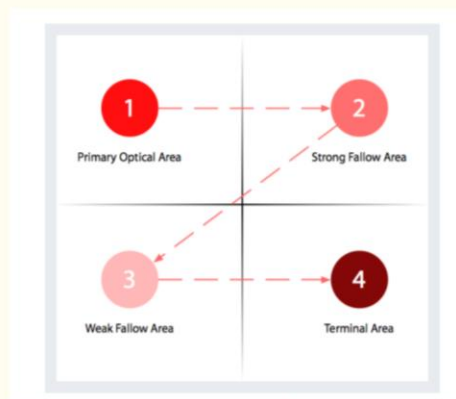 1
2
Primary Optical Area
Strong Fallow Area
3
4
Weak Fallow Area
Terminal Area